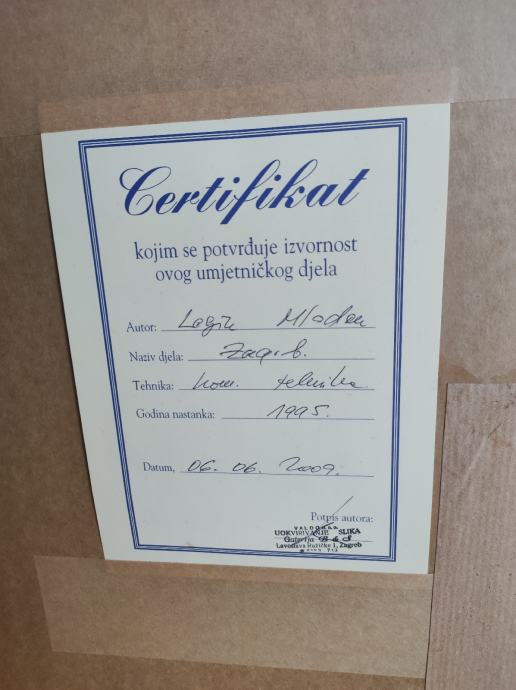 Certifikat
kojim se potvrđuje izvornost
ovog umjetničkog djela
Autor: Mladen
Naziv djela: Zagreb.
Tehnika: kom. tehnika
Godina nastanka: 1995.
Datum, 06. 06. 2009.
Potpis autora:
UOKVIRIVANJE SLIKA
Galerija
Lavoslava Ružičke 1, Zagreb